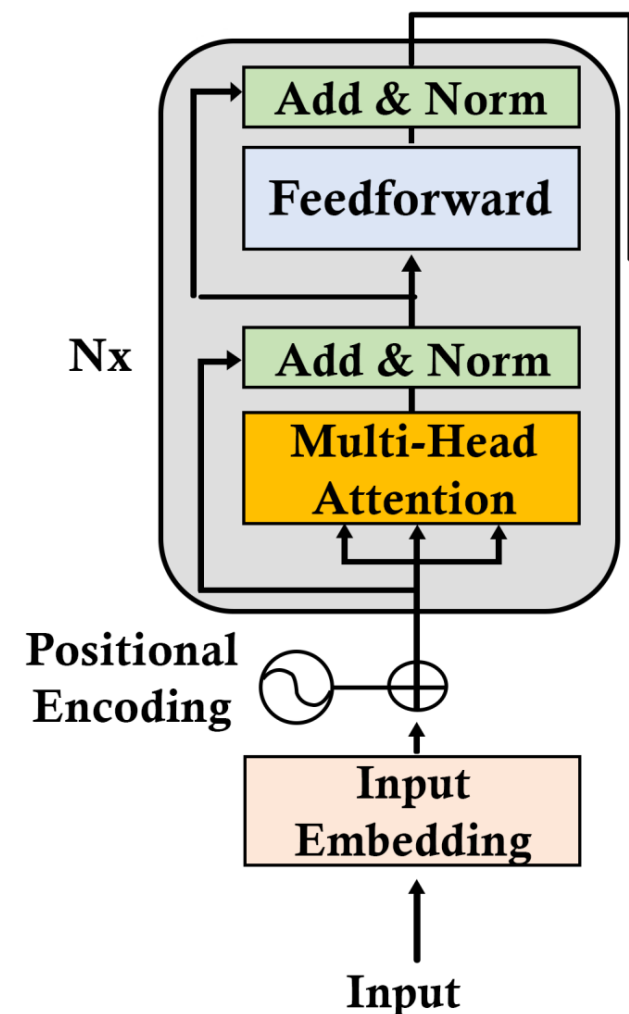 Add & Norm
Feedforward
Nx
Add & Norm
Multi-Head
Attention
Positional
Encoding
Input
Embedding
Input